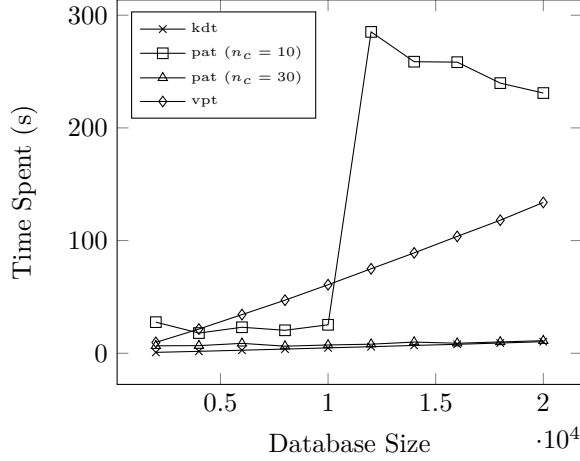 300
200
100
0
Time Spent (s)
kdt
pat (n_c = 10)
pat (n_c = 30)
vpt
0.5 1 1.5 2
·10^4
Database Size